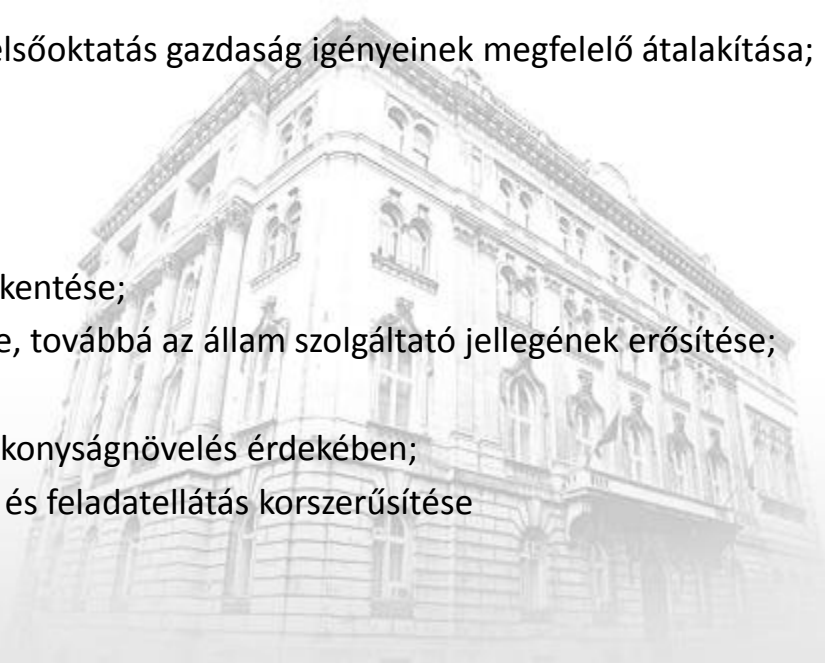 elsőoktatás gazdaság igényeinek megfelelő átalakítása;
kentése;
e, továbbá az állam szolgáltató jellegének erősítése;
konyságnövelés érdekében;
és feladatellátás korszerűsítése